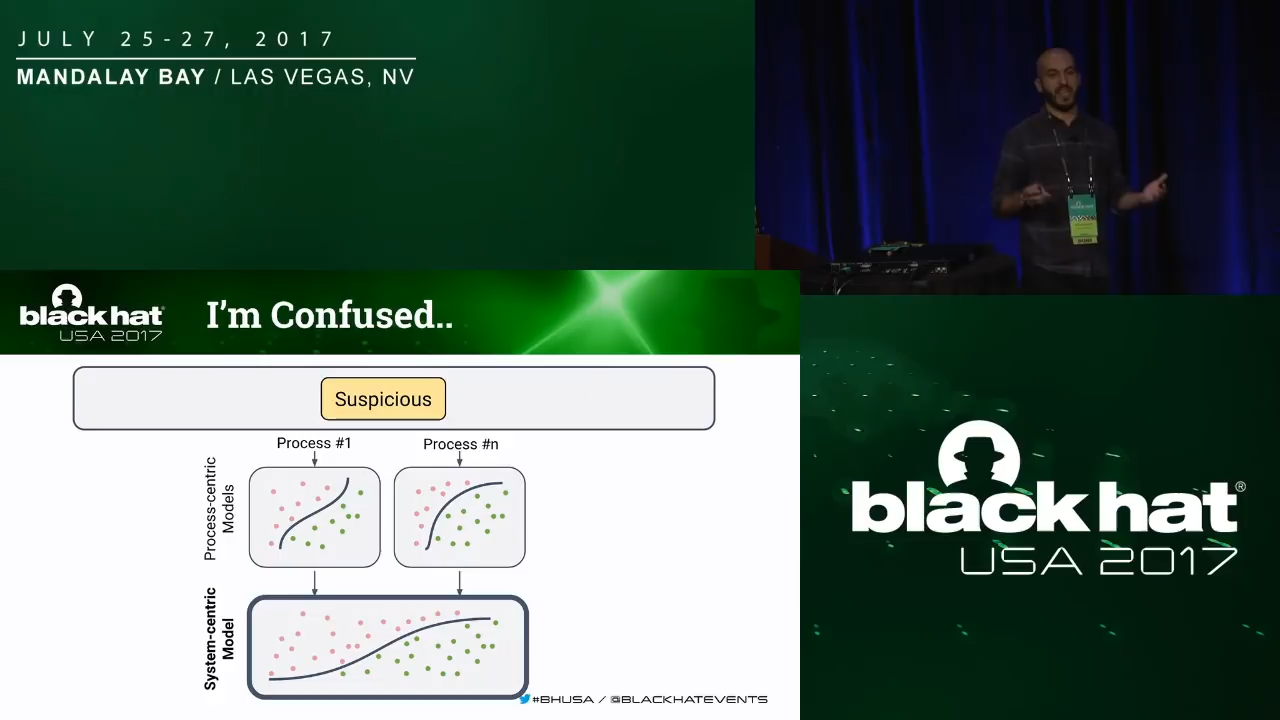 JULY 25-27, 2017
MANDALAY BAY / LAS VEGAS, NV
black hat
USA 2017
I'm Confused..
Suspicious
Process #1
Process #n
Process-centric
Models
System-centric
Model
#BHUSA / @BLACKHATEVENTS
black hat®
USA 2017